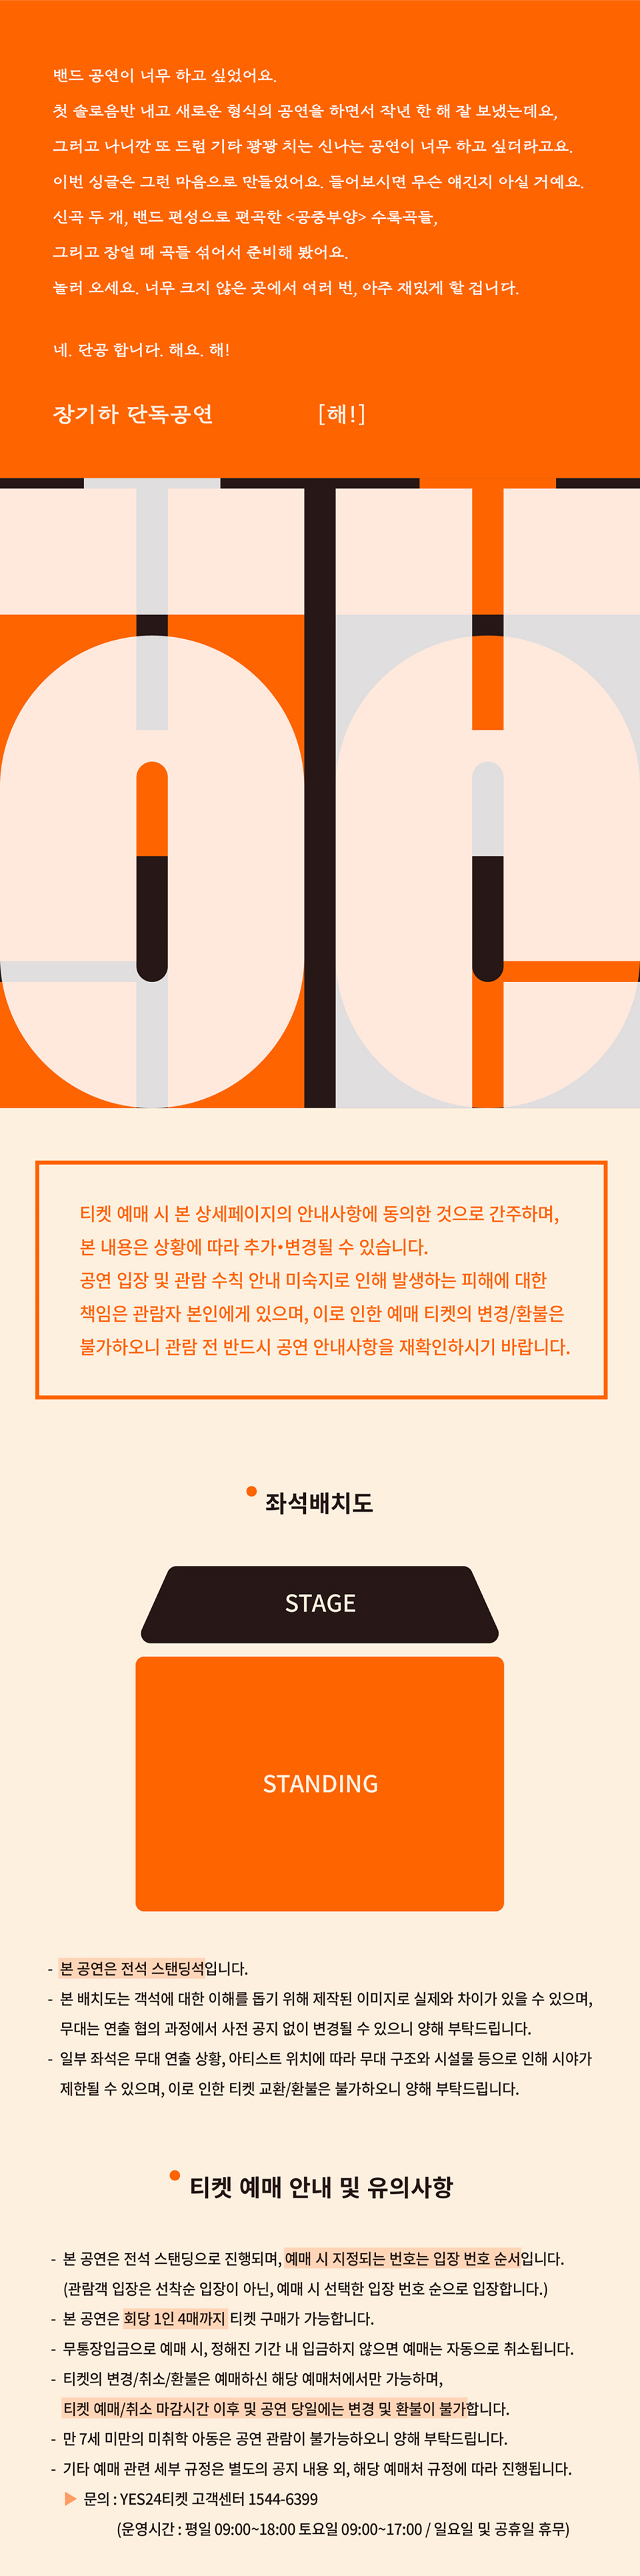 밴드 공연이 너무 하고 싶었어요.
첫 솔로음반 내고 새로운 형식의 공연을 하면서 작년 한 해 잘 보냈는데요,
그러고 나니깐 또 드럼 기타 꽝꽝 치는 신나는 공연이 너무 하고 싶더라고요.
이번 싱글은 그런 마음으로 만들었어요. 들어보시면 무슨 얘긴지 아실 거예요.
신곡 두 개, 밴드 편성으로 편곡한 <공중부양> 수록곡들,
그리고 장얼 때 곡들 섞어서 준비해 봤어요.
놀러 오세요. 너무 크지 않은 곳에서 여러 번, 아주 재밌게 할 겁니다.
네. 단공 합니다. 해요. 해!
장기하 단독공연 [해!]
티켓 예매 시 본 상세페이지의 안내사항에 동의한 것으로 간주하며,
본 내용은 상황에 따라 추가•변경될 수 있습니다.
공연 입장 및 관람 수칙 안내 미숙지로 인해 발생하는 피해에 대한
책임은 관람자 본인에게 있으며, 이로 인한 예매 티켓의 변경/환불은
불가하오니 관람 전 반드시 공연 안내사항을 재확인하시기 바랍니다.
좌석배치도
STAGE
STANDING
- 본 공연은 전석 스탠딩석입니다.
- 본 배치도는 객석에 대한 이해를 돕기 위해 제작된 이미지로 실제와 차이가 있을 수 있으며,
무대는 연출 협의 과정에서 사전 공지 없이 변경될 수 있으니 양해 부탁드립니다.
- 일부 좌석은 무대 연출 상황, 아티스트 위치에 따라 무대 구조와 시설물 등으로 인해 시야가
제한될 수 있으며, 이로 인한 티켓 교환/환불은 불가하오니 양해 부탁드립니다.
티켓 예매 안내 및 유의사항
- 본 공연은 전석 스탠딩으로 진행되며, 예매 시 지정되는 번호는 입장 번호 순서입니다.
(관람객 입장은 선착순 입장이 아닌, 예매 시 선택한 입장 번호 순으로 입장합니다.)
- 본 공연은 회당 1인 4매까지 티켓 구매가 가능합니다.
- 무통장입금으로 예매 시, 정해진 기간 내 입금하지 않으면 예매는 자동으로 취소됩니다.
- 티켓의 변경/취소/환불은 예매하신 해당 예매처에서만 가능하며,
티켓 예매/취소 마감시간 이후 및 공연 당일에는 변경 및 환불이 불가합니다.
- 만 7세 미만의 미취학 아동은 공연 관람이 불가능하오니 양해 부탁드립니다.
- 기타 예매 관련 세부 규정은 별도의 공지 내용 외, 해당 예매처 규정에 따라 진행됩니다.
▶ 문의 : YES24티켓 고객센터 1544-6399
(운영시간 : 평일 09:00~18:00 토요일 09:00~17:00 / 일요일 및 공휴일 휴무)